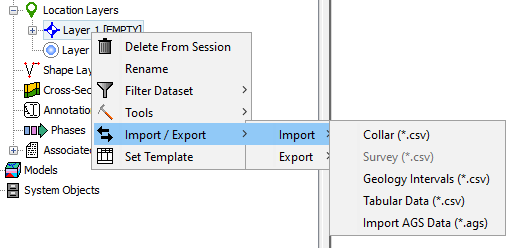 Location Layers
Layer 1 [EMPTY]
Layer
Shape Lay
Cross-Sec
Annotation
Phases
Associated
Models
System Objects
Delete From Session
Rename
Filter Dataset
Tools
Import / Export
Set Template
Import
Export
Collar (*.csv)
Survey (*.csv)
Geology Intervals (*.csv)
Tabular Data (*.csv)
Import AGS Data (*.ags)